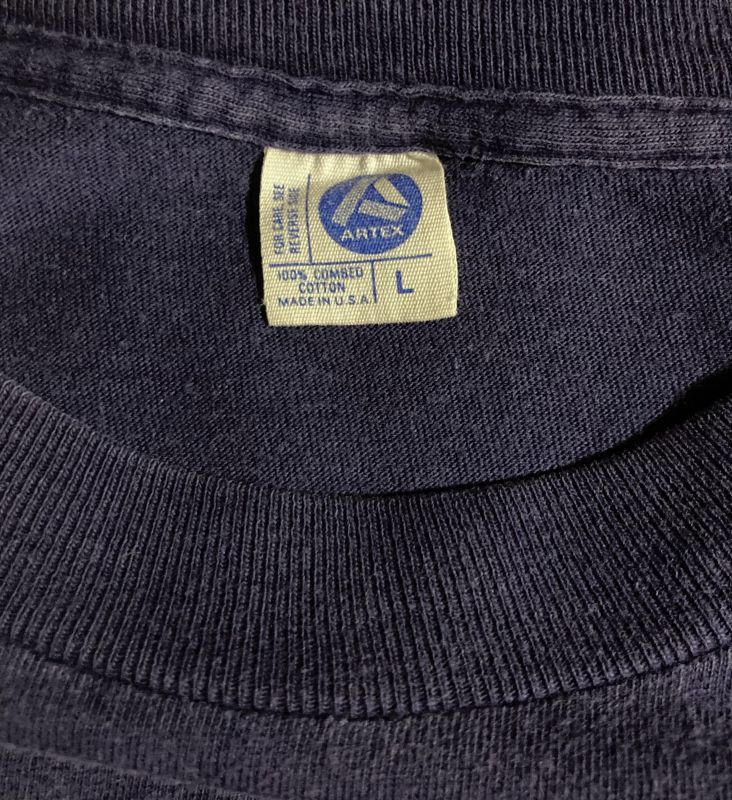 FOR CARE, SEE
REVERSE SIDE
ARTEX
100% COMBED
COTTON
MADE IN U.S.A.
L